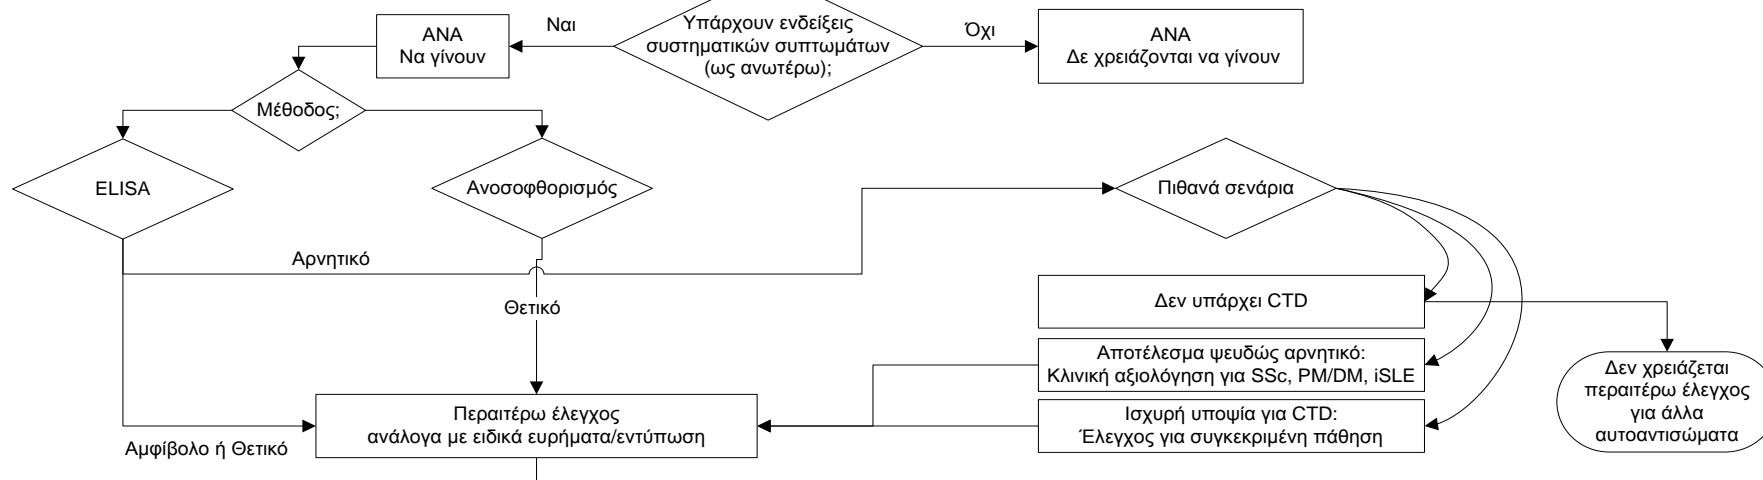 Υπάρχουν ενδείξεις
συστηματικών συπτωμάτων
(ως ανωτέρω);
Ναι
Όχι
ANA
Να γίνουν
ANA
Δε χρειάζονται να γίνουν
Μέθοδος;
ELISA
Ανοσοφθορισμός
Πιθανά σενάρια
Αρνητικό
Θετικό
Δεν υπάρχει CTD
Αποτέλεσμα ψευδώς αρνητικό:
Κλινική αξιολόγηση για SSc, PM/DM, iSLE
Ισχυρή υποψία για CTD:
Έλεγχος για συγκεκριμένη πάθηση
Δεν χρειάζεται
περαιτέρω έλεγχος
για άλλα
αυτοαντισώματα
Περαιτέρω έλεγχος
ανάλογα με ειδικά ευρήματα/εντύπωση
Αμφίβολο ή Θετικό